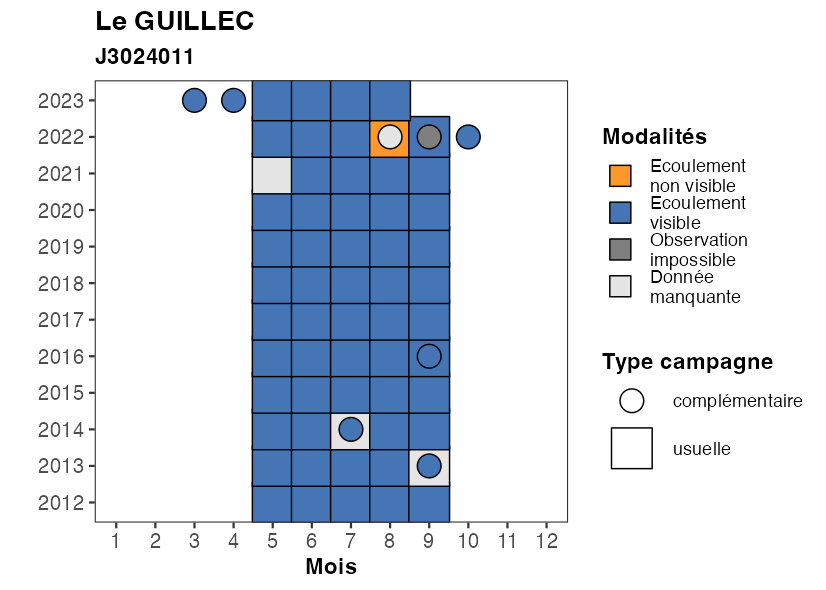 Le GUILLEC
J3024011
2023
2022
2021
2020
2019
2018
2017
2016
2015
2014
2013
2012
1 2 3 4 5 6 7 8 9 10 11 12
Mois
Modalités
Ecoulement
non visible
Ecoulement
visible
Observation
impossible
Donnée
manquante
Type campagne
complémentaire
usuelle